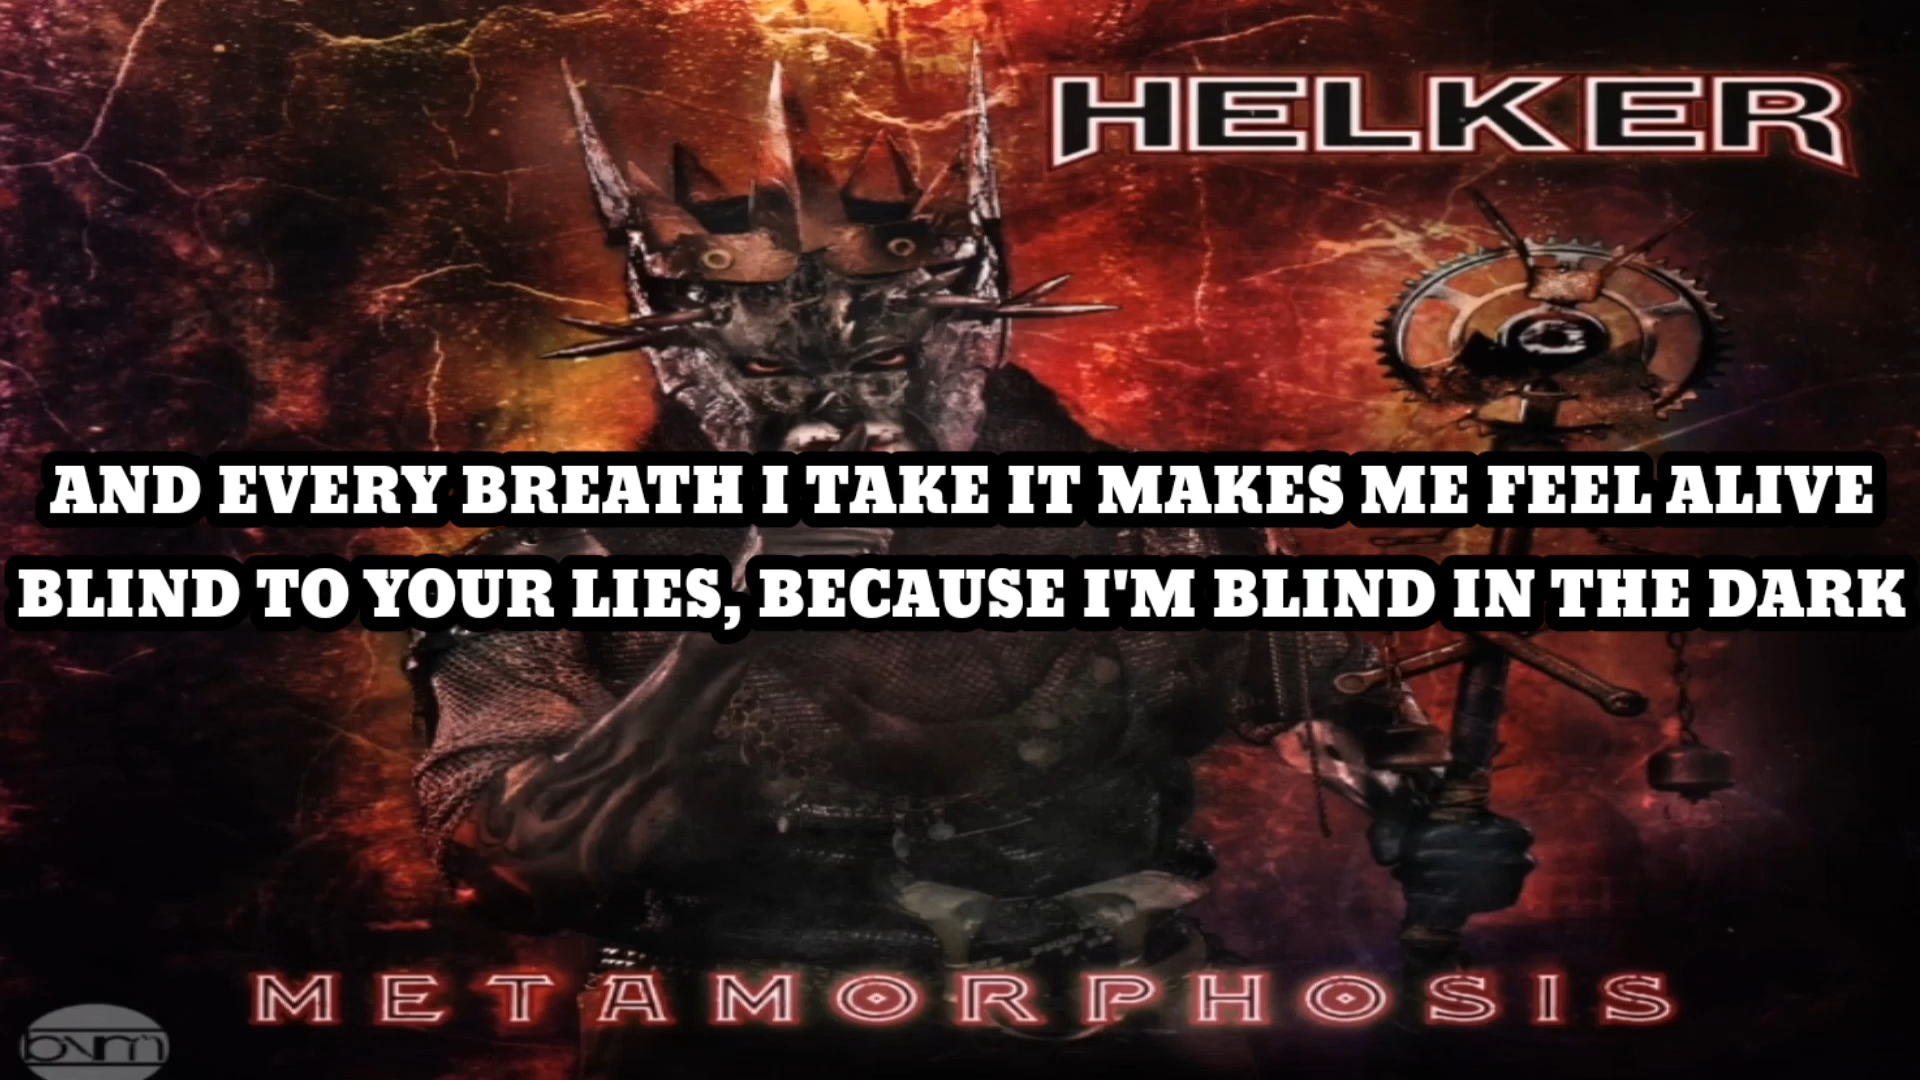 HELKER
AND EVERY BREATH I TAKE IT MAKES ME FEEL ALIVE
BLIND TO YOUR LIES, BECAUSE I'M BLIND IN THE DARK
METAMORPHOSIS
bvm